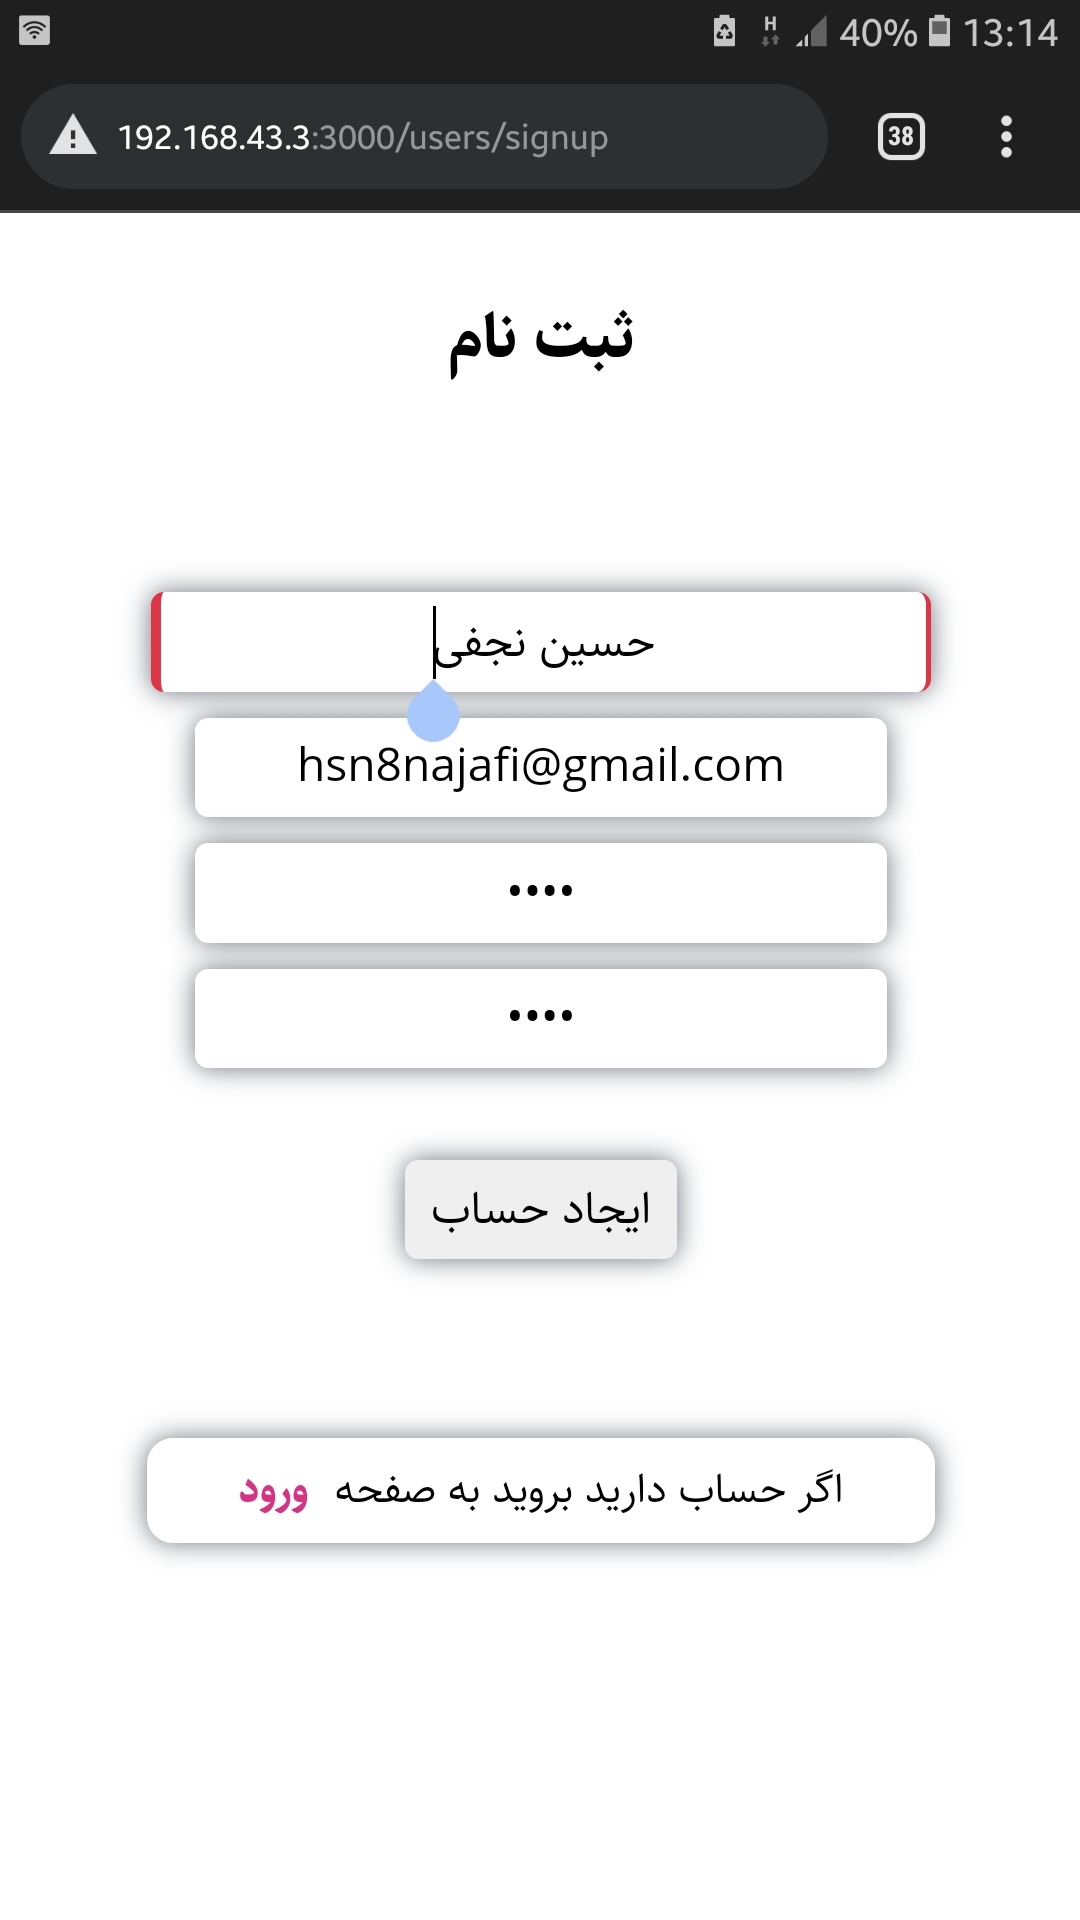 H 40% 13:14
192.168.43.3:3000/users/signup 38
ثبت نام
حسین نجفی
hsn8najafi@gmail.com
••••
••••
ایجاد حساب
اگر حساب دارید بروید به صفحه ورود